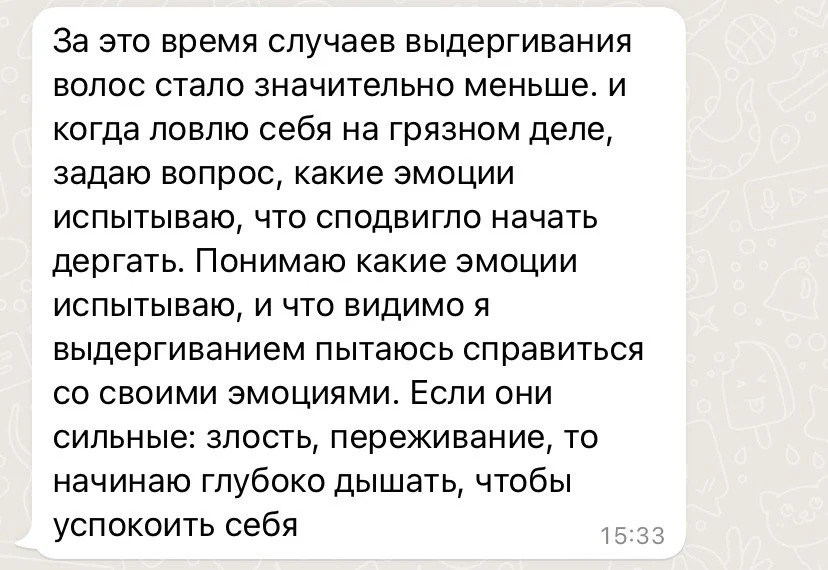 За это время случаев выдергивания
волос стало значительно меньше. и
когда ловлю себя на грязном деле,
задаю вопрос, какие эмоции
испытываю, что сподвигло начать
дергать. Понимаю какие эмоции
испытываю, и что видимо я
выдергиванием пытаюсь справиться
со своими эмоциями. Если они
сильные: злость, переживание, то
начинаю глубоко дышать, чтобы
успокоить себя
15:33